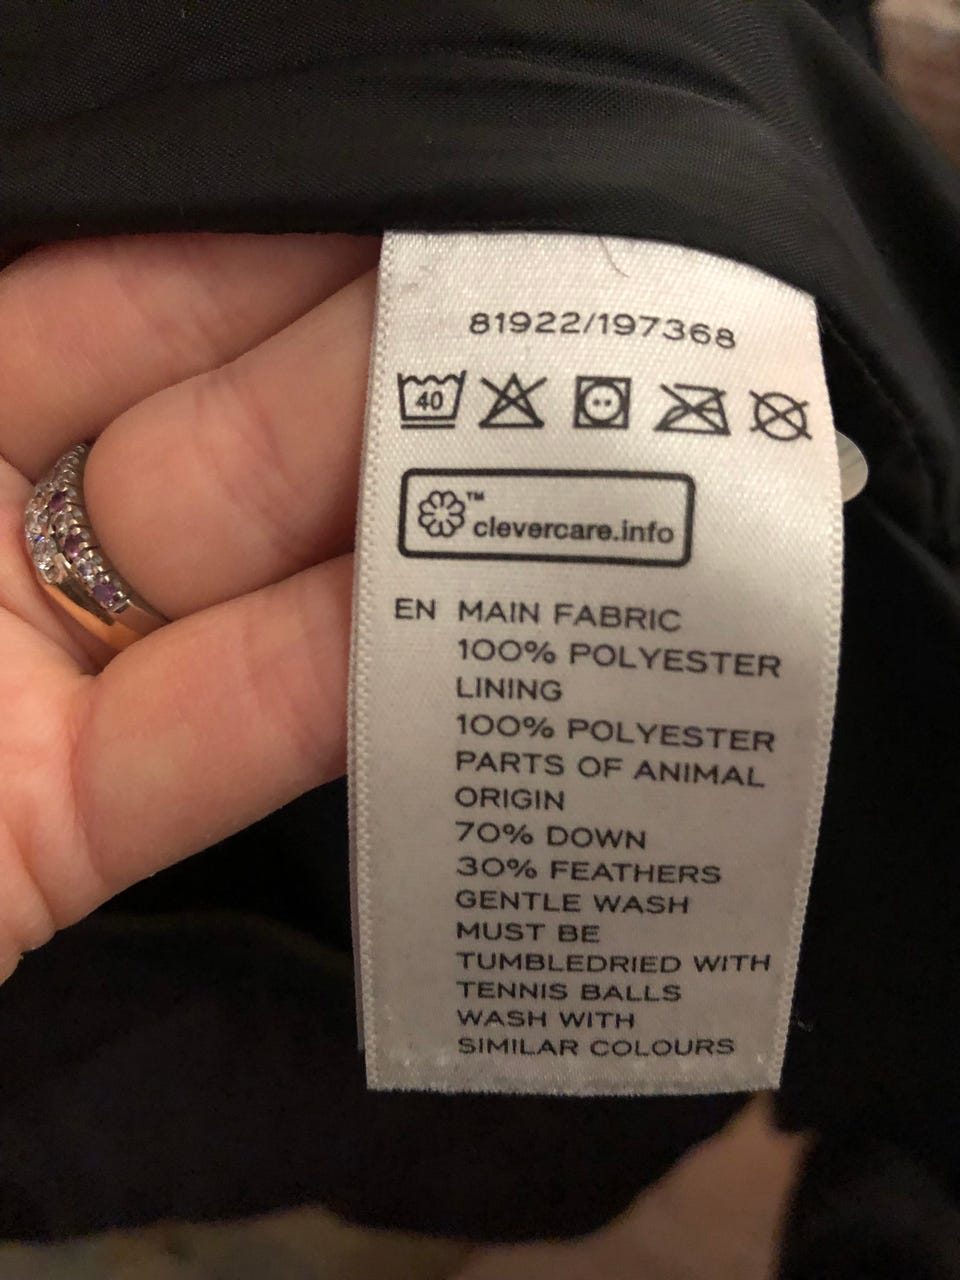 81922/197368
40
™
clevercare.info
EN MAIN FABRIC
100% POLYESTER
LINING
100% POLYESTER
PARTS OF ANIMAL
ORIGIN
70% DOWN
30% FEATHERS
GENTLE WASH
MUST BE
TUMBLEDRIED WITH
TENNIS BALLS
WASH WITH
SIMILAR COLOURS